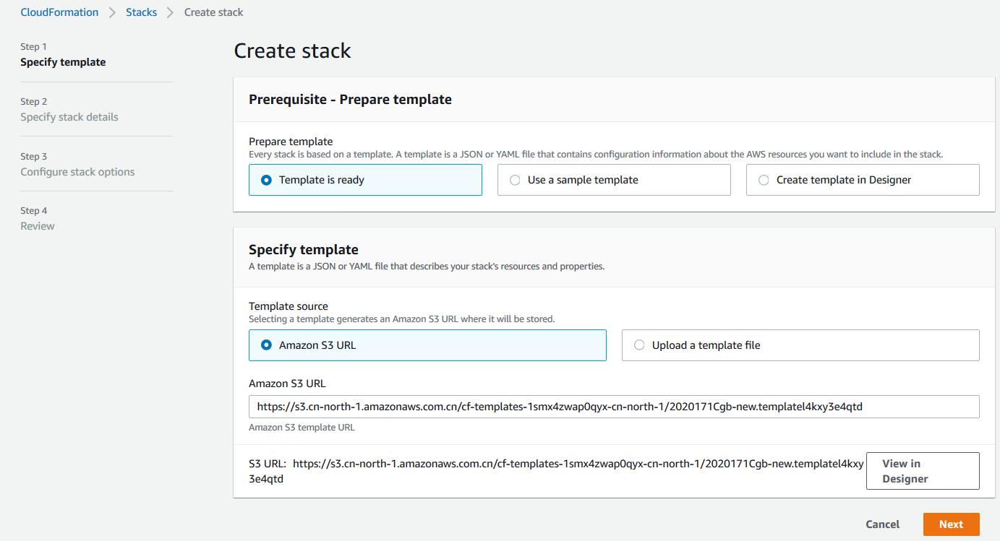 CloudFormation > Stacks > Create stack
Step 1
Specify template
Step 2
Specify stack details
Step 3
Configure stack options
Step 4
Review
Create stack
Prerequisite - Prepare template
Prepare template
Every stack is based on a template. A template is a JSON or YAML file that contains configuration information about the AWS resources you want to include in the stack.
Template is ready
Use a sample template
Create template in Designer
Specify template
A template is a JSON or YAML file that describes your stack's resources and properties.
Template source
Selecting a template generates an Amazon S3 URL where it will be stored.
Amazon S3 URL
Upload a template file
Amazon S3 URL
https://s3.cn-north-1.amazonaws.com.cn/cf-templates-1smx4zwap0qyx-cn-north-1/2020171Cgb-new.templatel4kxy3e4qtd
Amazon S3 template URL
S3 URL: https://s3.cn-north-1.amazonaws.com.cn/cf-templates-1smx4zwap0qyx-cn-north-1/2020171Cgb-new.templatel4kxy
3e4qtd
View in
Designer
Cancel
Next